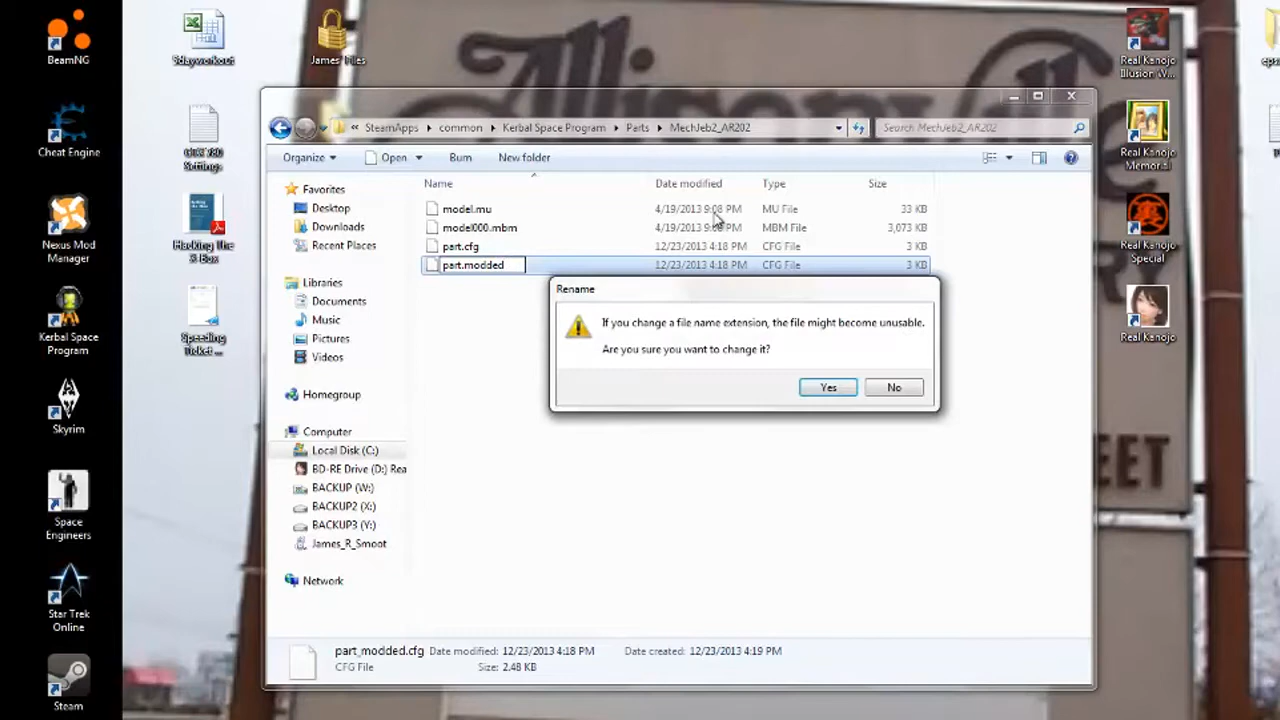 BeamNG
5dayworkout
James Files
Real Kanojo
Illusion W...
« SteamApps ▸ common ▸ Kerbal Space Program ▸ Parts ▸ MechJeb2_AR202
Search MechJeb2_AR202
Organize
Open
Burn
New folder
Cheat Engine
Settings
Real Kanojo
Memorial
Name
Date modified
Type
Size
Favorites
Desktop
Downloads
Recent Places
model.mu
4/19/2013 9:08 PM
MU File
33 KB
model000.mbm
4/19/2013 9:08 PM
MBM File
3,073 KB
part.cfg
12/23/2013 4:18 PM
CFG File
3 KB
part.modded
12/23/2013 4:18 PM
CFG File
3 KB
Nexus Mod
Manager
Hacking The
X-Box
Real Kanojo
Special
Libraries
Documents
Music
Pictures
Videos
Rename
If you change a file name extension, the file might become unusable.
Are you sure you want to change it?
Yes
No
Kerbal Space
Program
Speeding
Ticket ...
Real Kanojo
Homegroup
Skyrim
Computer
Local Disk (C:)
BD-RE Drive (D:) Rea
BACKUP (W:)
BACKUP2 (X:)
BACKUP3 (Y:)
James_R_Smoot
Space
Engineers
Network
Star Trek
Online
part_modded.cfg
Date modified: 12/23/2013 4:18 PM
Date created: 12/23/2013 4:19 PM
CFG File
Size: 2.48 KB
Steam